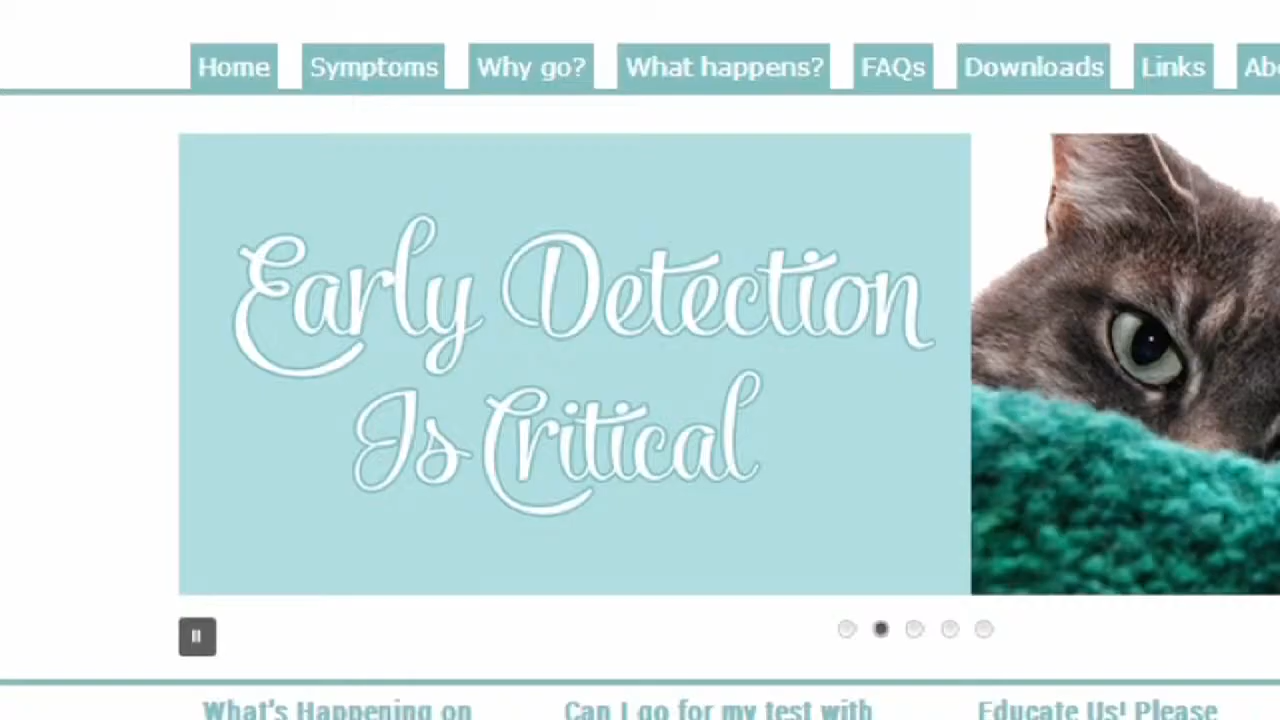 Home Symptoms Why go? What happens? FAQs Downloads Links
Early Detection
Is Critical
What's Happening on Can I go for my test with Educate Us! Please